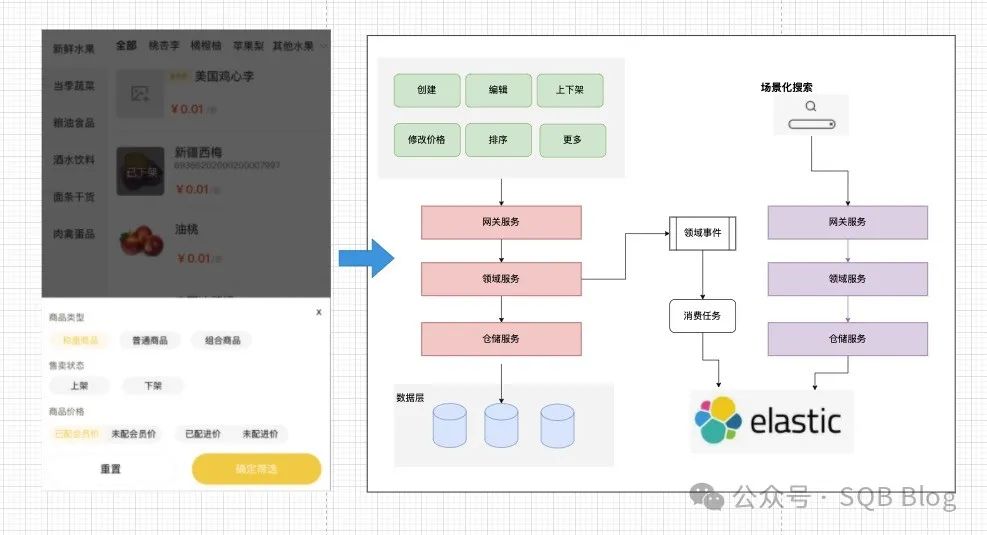 新鲜水果
全部 桃杏李 橘柑柚 苹果梨 其他水果
美国鸡心李
¥0.01
当季蔬菜
粮油食品
新疆西梅
酒水饮料
已下架
¥0.01
面条干货
油桃
肉禽蛋品
¥0.01
x
商品类型
称重商品 普通商品 组合商品
售卖状态
上架 下架
商品价格
已配会员价 未配会员价 已配进价 未配进价
重置 确定筛选
创建 编辑 上下架
修改价格 排序 更多
网关服务
领域服务
仓储服务
数据层
领域事件
消费任务
场景化搜索
网关服务
领域服务
仓储服务
elastic
公众号 · SQB Blog